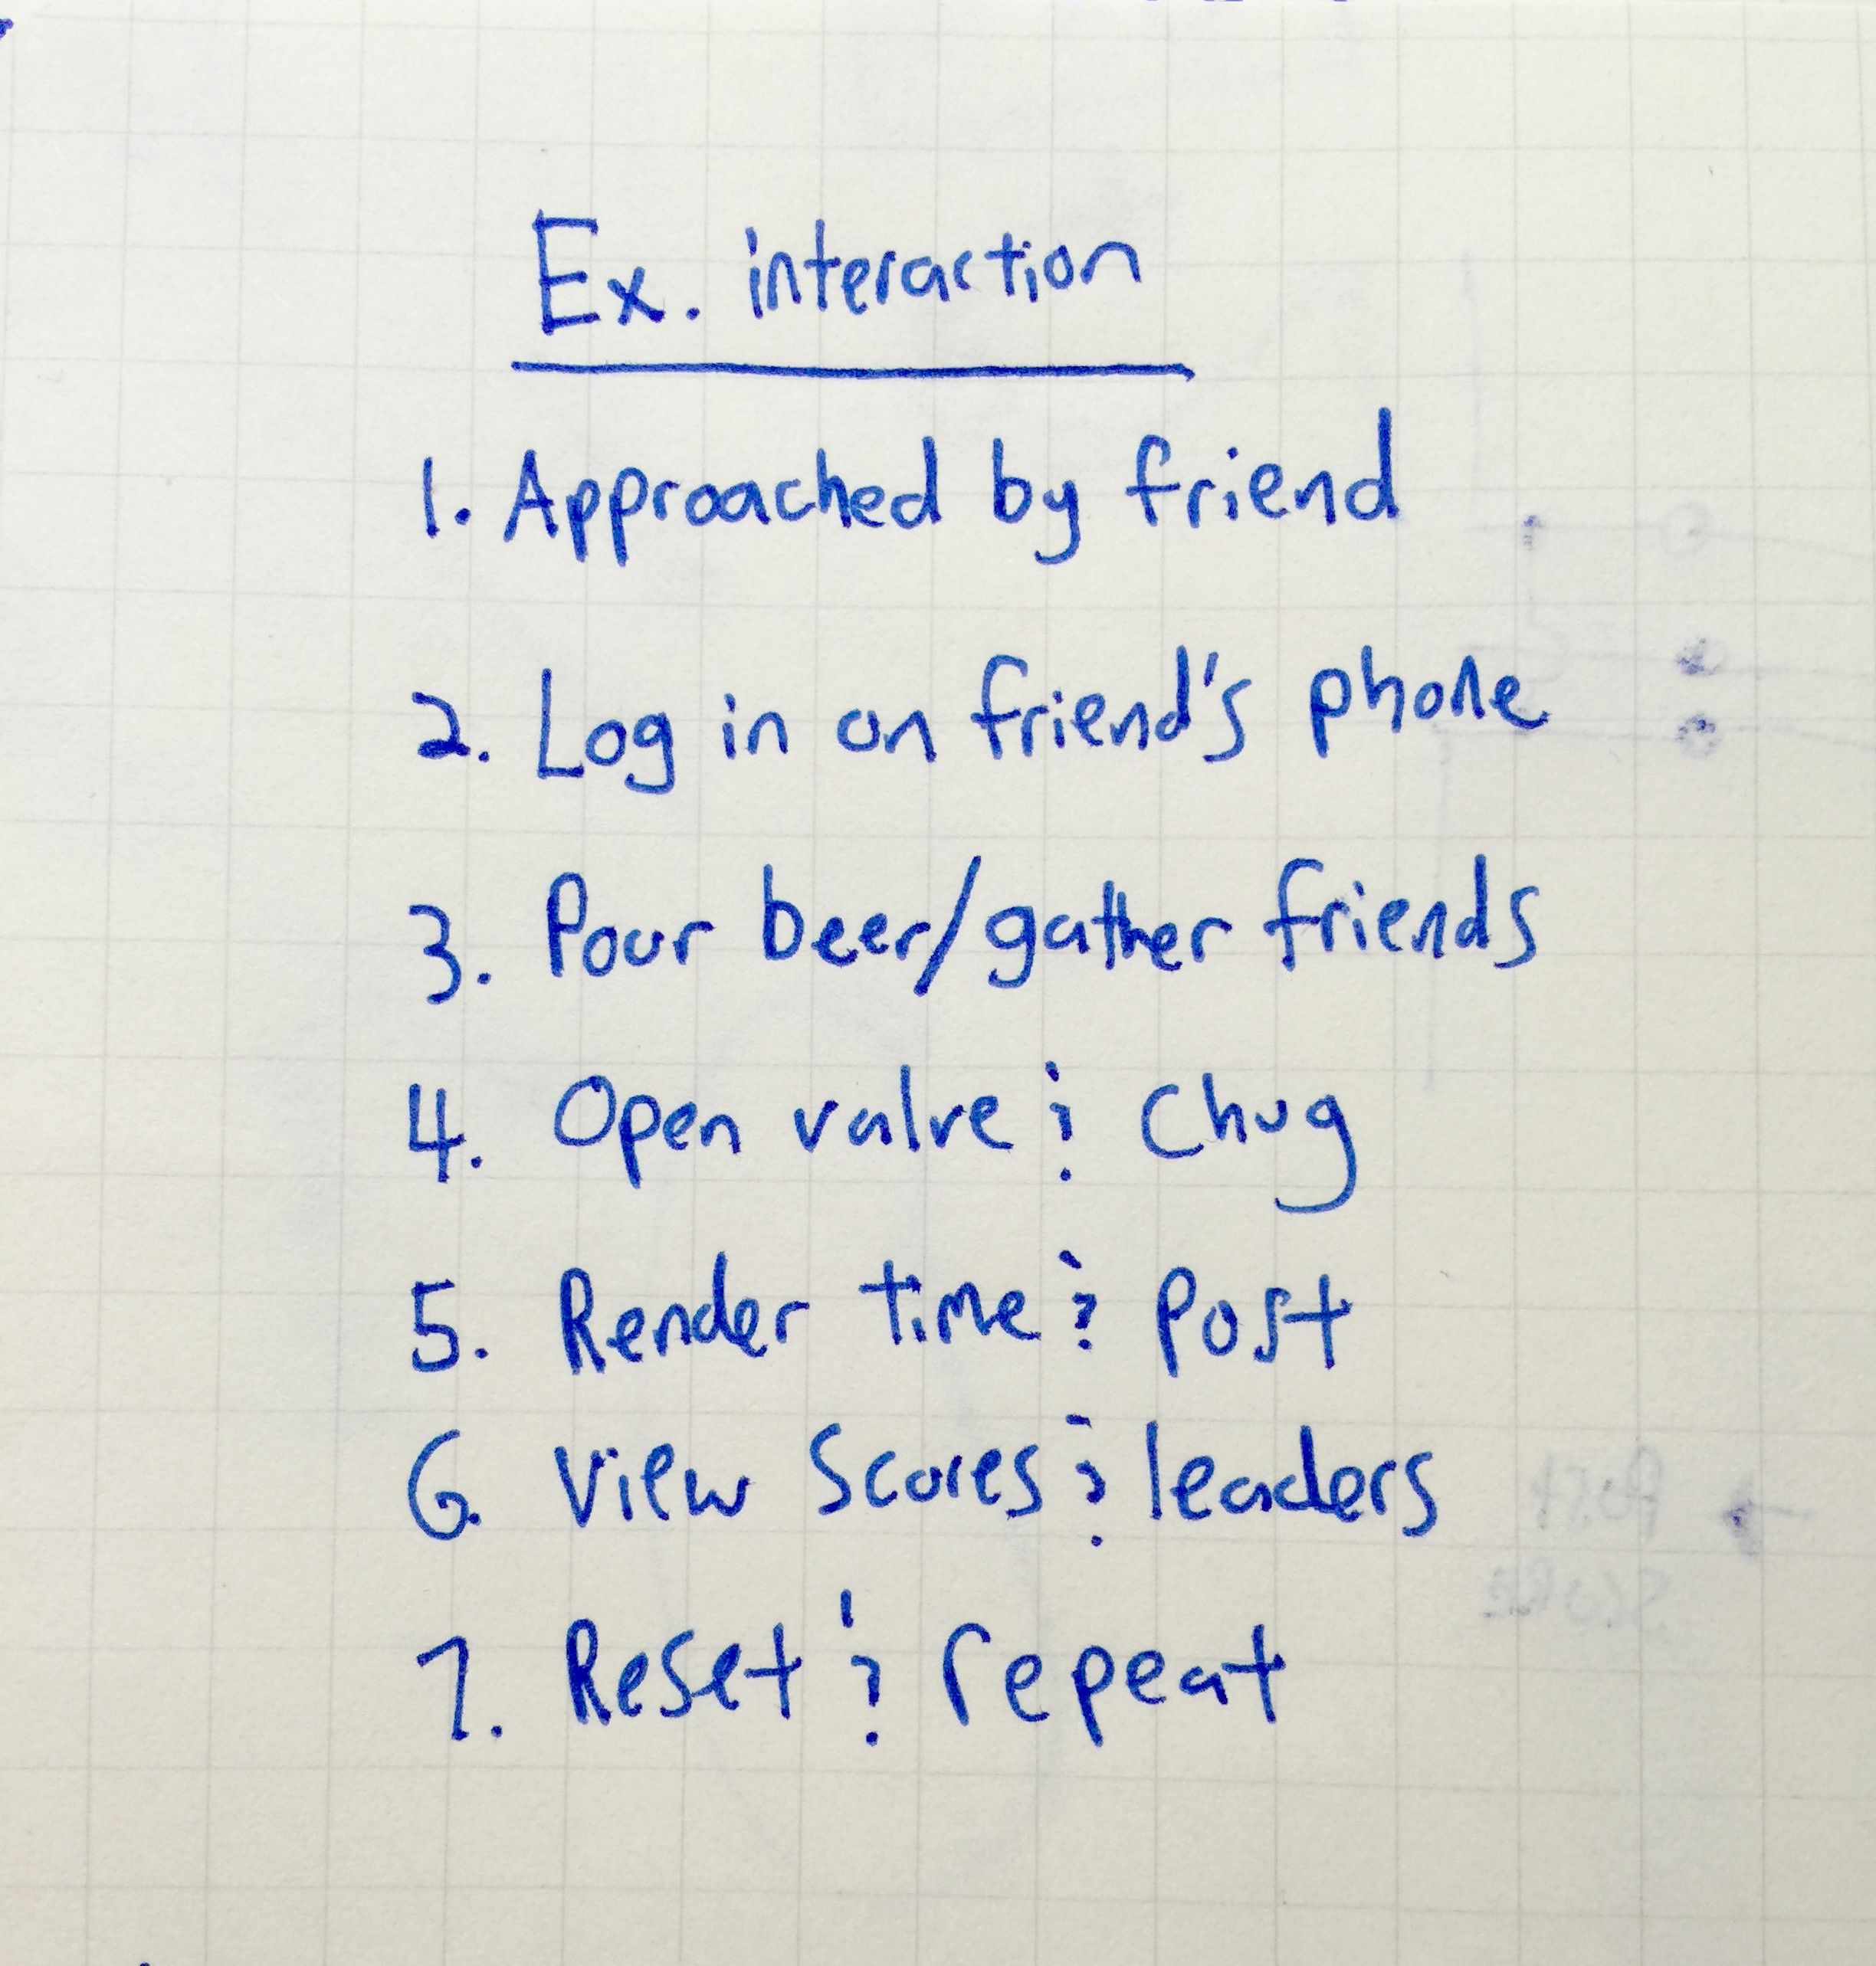 Ex. interaction
1. Approached by friend
2. Log in on friend's phone
3. Pour beer/gather friends
4. Open valve & Chug
5. Render time & Post
6. View Scores & leaders
7. Reset & repeat